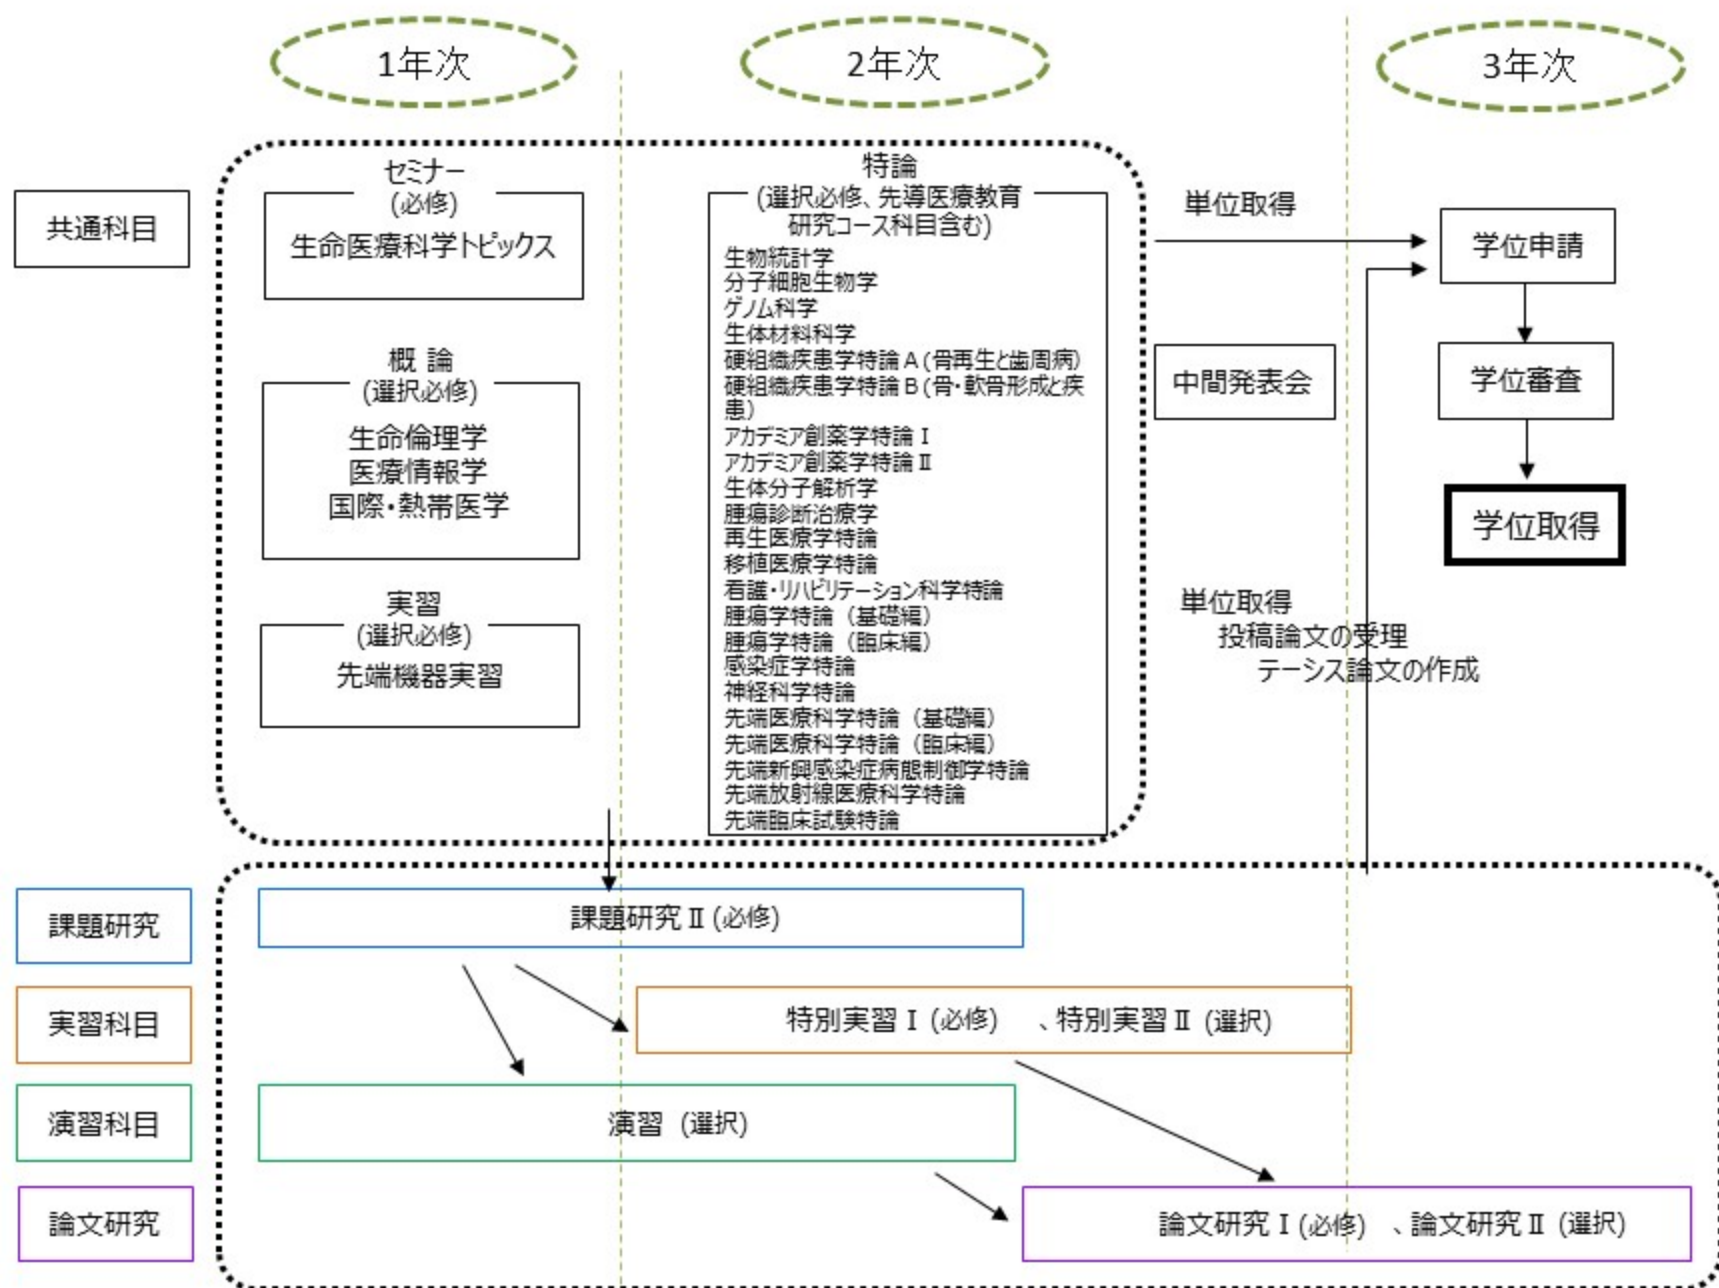 1年次
2年次
3年次
共通科目
セミナー
(必修)
生命医療科学トピックス
概 論
(選択必修)
生命倫理学
医療情報学
国際・熱帯医学
実習
(選択必修)
先端機器実習
特論
(選択必修、先導医療教育
研究コース科目含む)
生物統計学
分子細胞生物学
ゲノム科学
生体材料科学
硬組織疾患学特論 A (骨再生と歯周病)
硬組織疾患学特論 B (骨・軟骨形成と疾
患)
アカデミア創薬学特論 Ⅰ
アカデミア創薬学特論 Ⅱ
生体分子解析学
腫瘍診断治療学
再生医療学特論
移植医療学特論
看護・リハビリテーション科学特論
腫瘍学特論（基礎編）
腫瘍学特論（臨床編）
感染症学特論
神経科学特論
先端医療科学特論（基礎編）
先端医療科学特論（臨床編）
先端新興感染症病態制御学特論
先端放射線医療科学特論
先端臨床試験特論
単位取得
中間発表会
単位取得
投稿論文の受理
テーシス論文の作成
学位申請
学位審査
学位取得
課題研究
課題研究 Ⅱ (必修)
実習科目
特別実習 Ⅰ (必修) 、特別実習 Ⅱ (選択)
演習科目
演習 (選択)
論文研究
論文研究 Ⅰ (必修) 、論文研究 Ⅱ (選択)